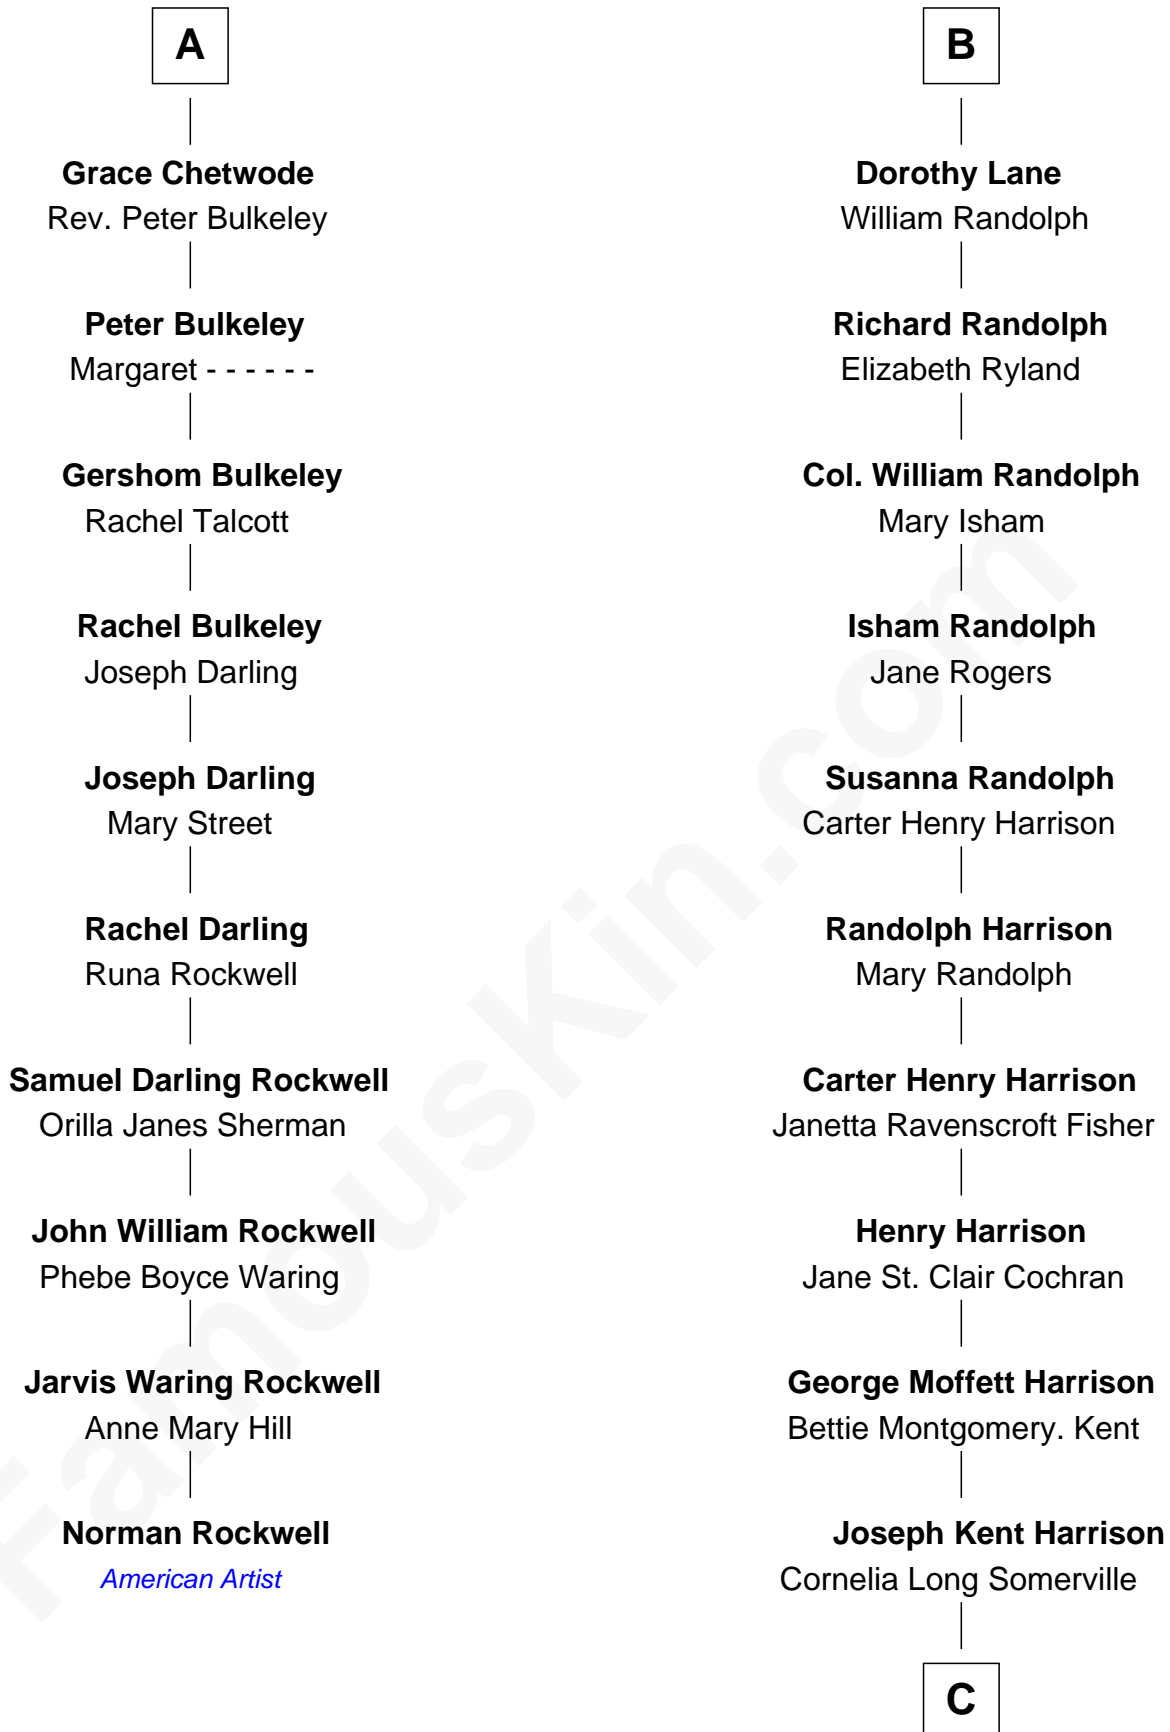 A
Grace Chetwode
Rev. Peter Bulkeley
Peter Bulkeley
Margaret - - - - - -
Gershom Bulkeley
Rachel Talcott
Rachel Bulkeley
Joseph Darling
Joseph Darling
Mary Street
Rachel Darling
Runa Rockwell
Samuel Darling Rockwell
Orilla Janes Sherman
John William Rockwell
Phebe Boyce Waring
Jarvis Waring Rockwell
Anne Mary Hill
Norman Rockwell
American Artist
B
Dorothy Lane
William Randolph
Richard Randolph
Elizabeth Ryland
Col. William Randolph
Mary Isham
Isham Randolph
Jane Rogers
Susanna Randolph
Carter Henry Harrison
Randolph Harrison
Mary Randolph
Carter Henry Harrison
Janetta Ravenscroft Fisher
Henry Harrison
Jane St. Clair Cochran
George Moffett Harrison
Bettie Montgomery. Kent
Joseph Kent Harrison
Cornelia Long Somerville
C
FamousKin.com